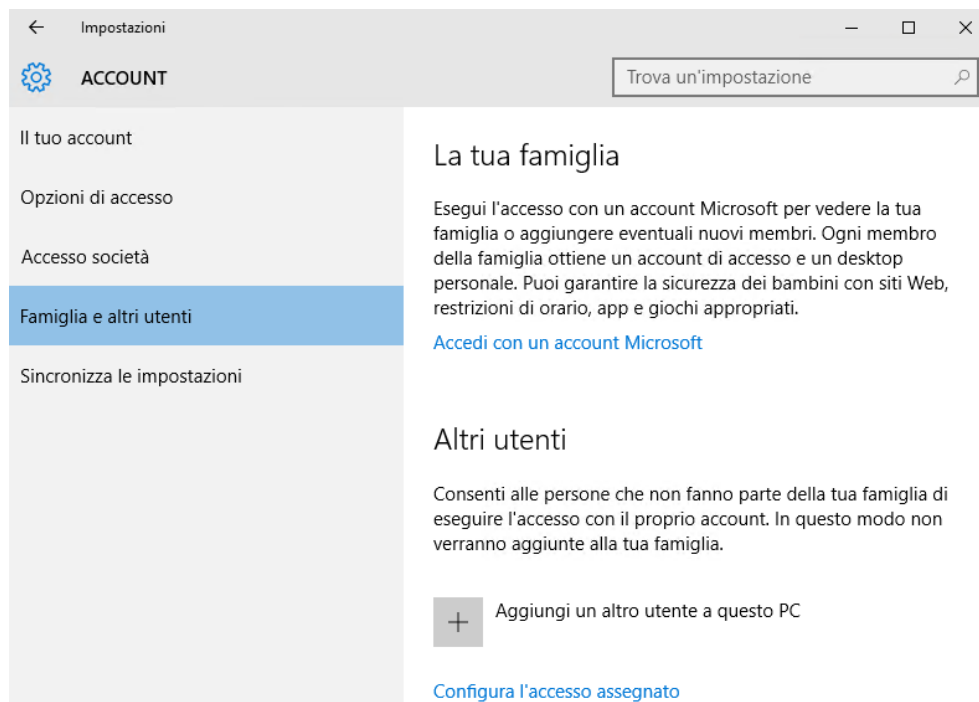 Impostazioni
ACCOUNT
Trova un'impostazione
Il tuo account
Opzioni di accesso
Accesso società
Famiglia e altri utenti
Sincronizza le impostazioni
La tua famiglia
Esegui l'accesso con un account Microsoft per vedere la tua
famiglia o aggiungere eventuali nuovi membri. Ogni membro
della famiglia ottiene un account di accesso e un desktop
personale. Puoi garantire la sicurezza dei bambini con siti Web,
restrizioni di orario, app e giochi appropriati.
Accedi con un account Microsoft
Altri utenti
Consenti alle persone che non fanno parte della tua famiglia di
eseguire l'accesso con il proprio account. In questo modo non
verranno aggiunte alla tua famiglia.
Aggiungi un altro utente a questo PC
Configura l'accesso assegnato